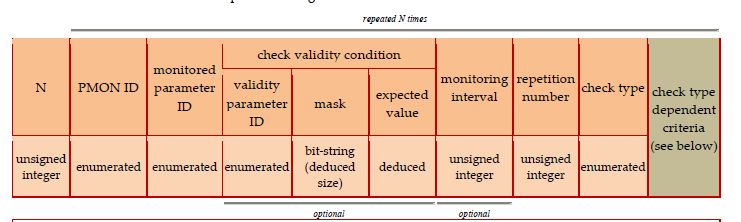 repeated N times
N
PMON ID
monitored
parameter
ID
check validity condition
validity
parameter
ID
mask
expected
value
monitoring
interval
repetition
number
check type
check type
dependent
criteria
(see below)
unsigned
integer
enumerated
enumerated
enumerated
bit-string
(deduced
size)
deduced
unsigned
integer
unsigned
integer
enumerated
optional
optional